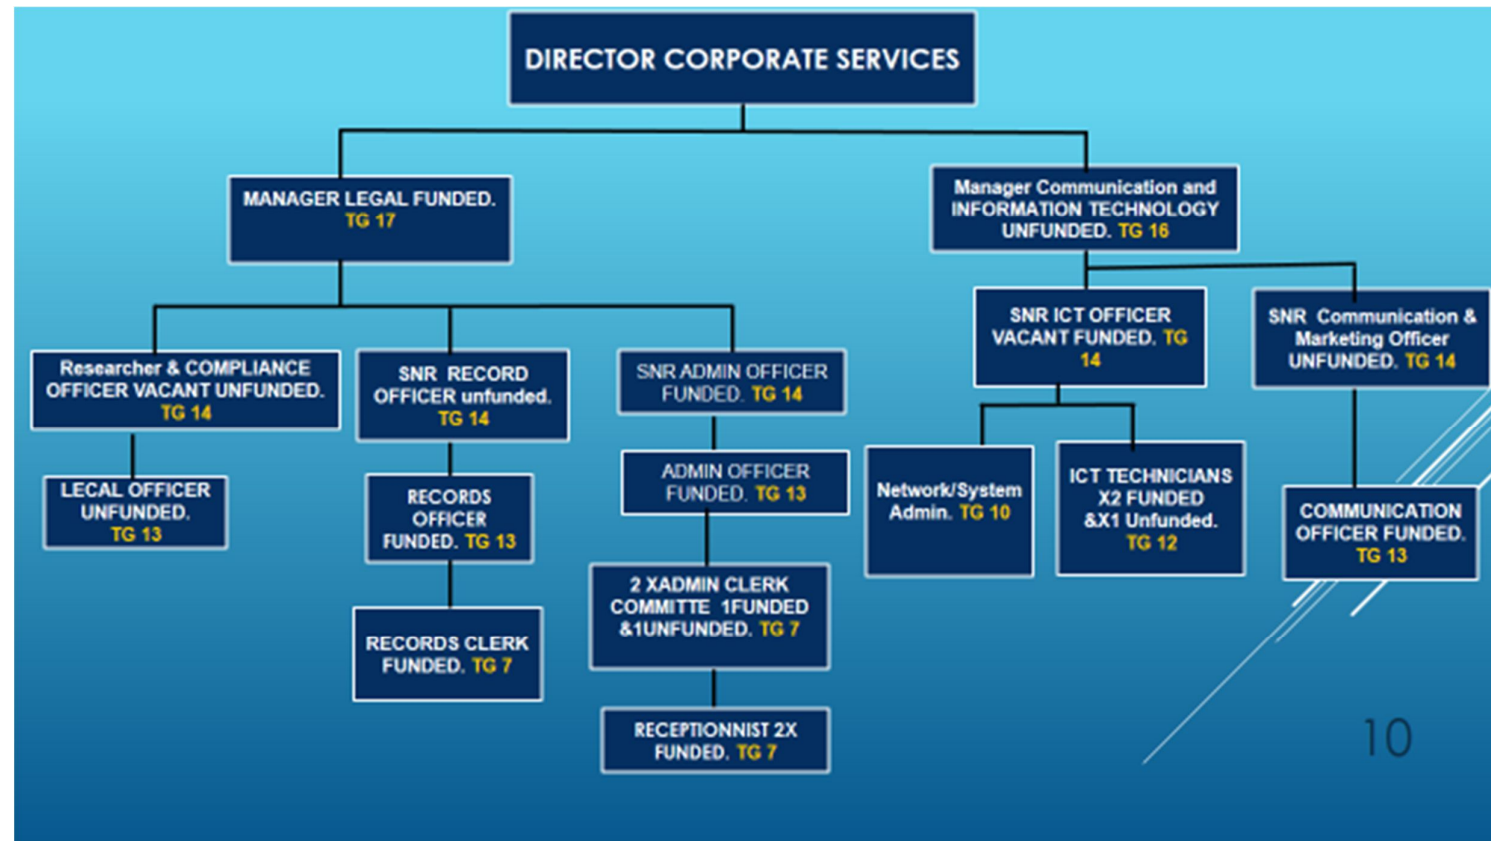 DIRECTOR CORPORATE SERVICES
MANAGER LEGAL FUNDED.
TG 17
Manager Communication and
INFORMATION TECHNOLOGY
UNFUNDED. TG 16
Researcher & COMPLIANCE
OFFICER VACANT UNFUNDED.
TG 14
SNR RECORD
OFFICER unfunded.
TG 14
SNR ADMIN OFFICER
FUNDED. TG 14
SNR ICT OFFICER
VACANT FUNDED. TG
14
SNR Communication &
Marketing Officer
UNFUNDED. TG 14
LECAL OFFICER
UNFUNDED.
TG 13
RECORDS
OFFICER
FUNDED. TG 13
ADMIN OFFICER
FUNDED. TG 13
Network/System
Admin. TG 10
ICT TECHNICIANS
X2 FUNDED
&X1 Unfunded.
TG 12
COMMUNICATION
OFFICER FUNDED.
TG 13
RECORDS CLERK
FUNDED. TG 7
2 XADMIN CLERK
COMMITTE 1FUNDED
&1UNFUNDED. TG 7
RECEPTIONNIST 2X
FUNDED. TG 7
10